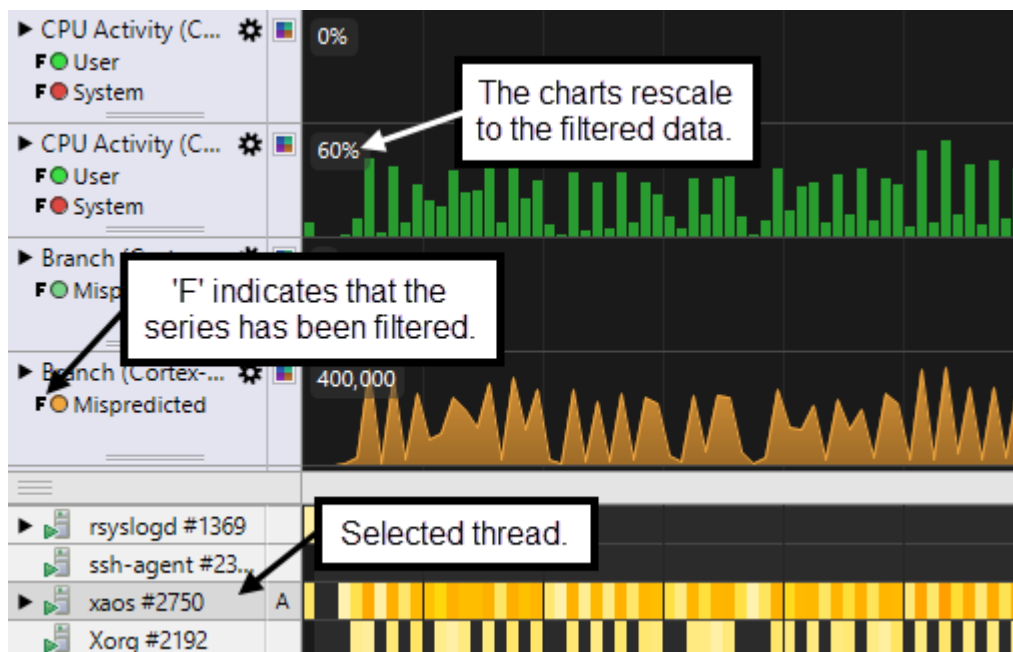 CPU Activity (C...
0%
F User
F System
The charts rescale
to the filtered data.
CPU Activity (C...
60%
F User
F System
Branch
F Misp
'F' indicates that the
series has been filtered.
Branch (Cortex-...
400,000
F Mispredicted
rsyslogd #1369
Selected thread.
ssh-agent #23...
xaos #2750 A
Xorg #2192